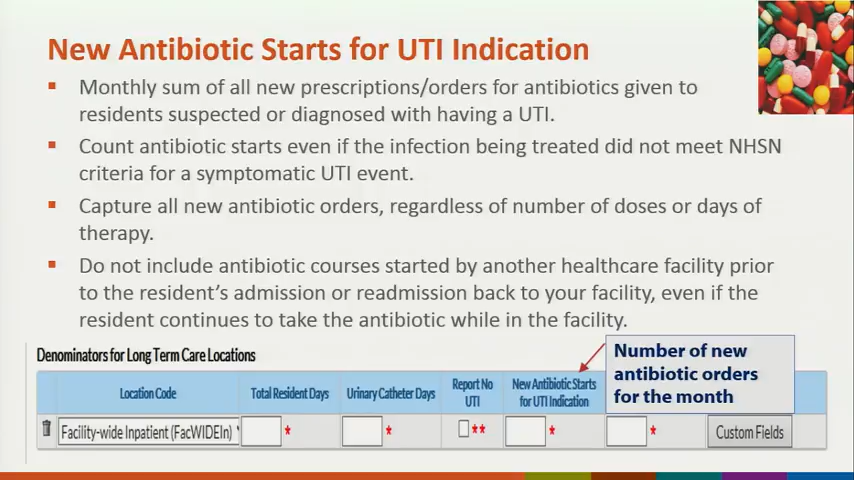 New Antibiotic Starts for UTI Indication
Monthly sum of all new prescriptions/orders for antibiotics given to
residents suspected or diagnosed with having a UTI.
Count antibiotic starts even if the infection being treated did not meet NHSN
criteria for a symptomatic UTI event.
Capture all new antibiotic orders, regardless of number of doses or days of
therapy.
Do not include antibiotic courses started by another healthcare facility prior
to the resident's admission or readmission back to your facility, even if the
resident continues to take the antibiotic while in the facility.
Number of new
antibiotic orders
for the month
Denominators for Long Term Care Locations
Location Code
Total Resident Days
Urinary Catheter Days
Report No
UTI
New Antibiotic Starts
for UTI Indication
Facility-wide Inpatient (FacWIDEIn)
*
*
**
*
*
Custom Fields